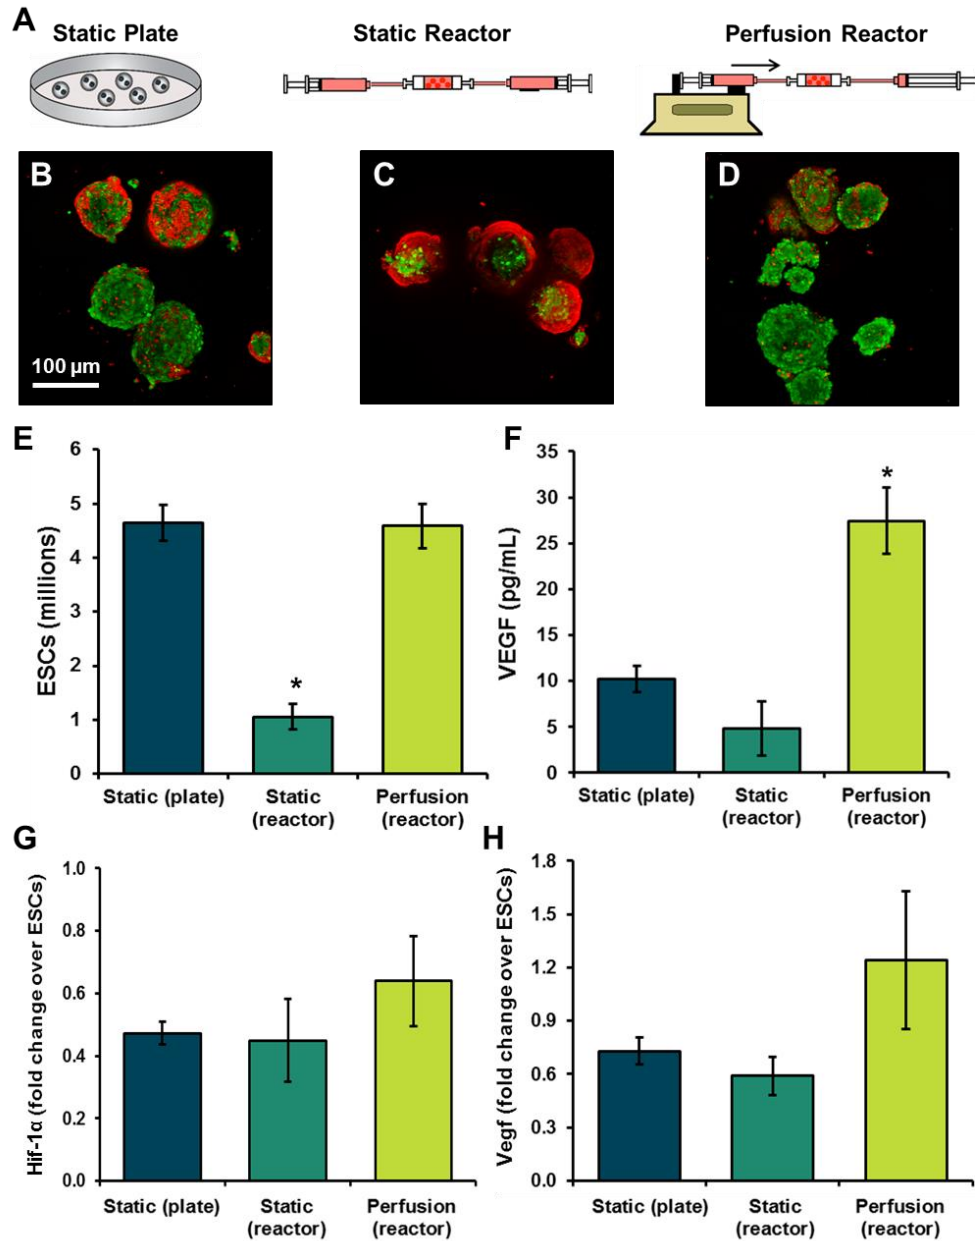 A
Static Plate
Static Reactor
Perfusion Reactor
B
C
D
100 µm
E
ESCs (millions)
6
5
4
3
2
1
0
*
Static (plate)
Static
(reactor)
Perfusion
(reactor)
F
VEGF (pg/mL)
35
30
25
20
15
10
5
0
*
Static (plate)
Static
(reactor)
Perfusion
(reactor)
G
Hif-1α (fold change over ESCs)
1.0
0.8
0.6
0.4
0.2
0.0
Static (plate)
Static
(reactor)
Perfusion
(reactor)
H
Vegf (fold change over ESCs)
1.8
1.5
1.2
0.9
0.6
0.3
0.0
Static (plate)
Static
(reactor)
Perfusion
(reactor)